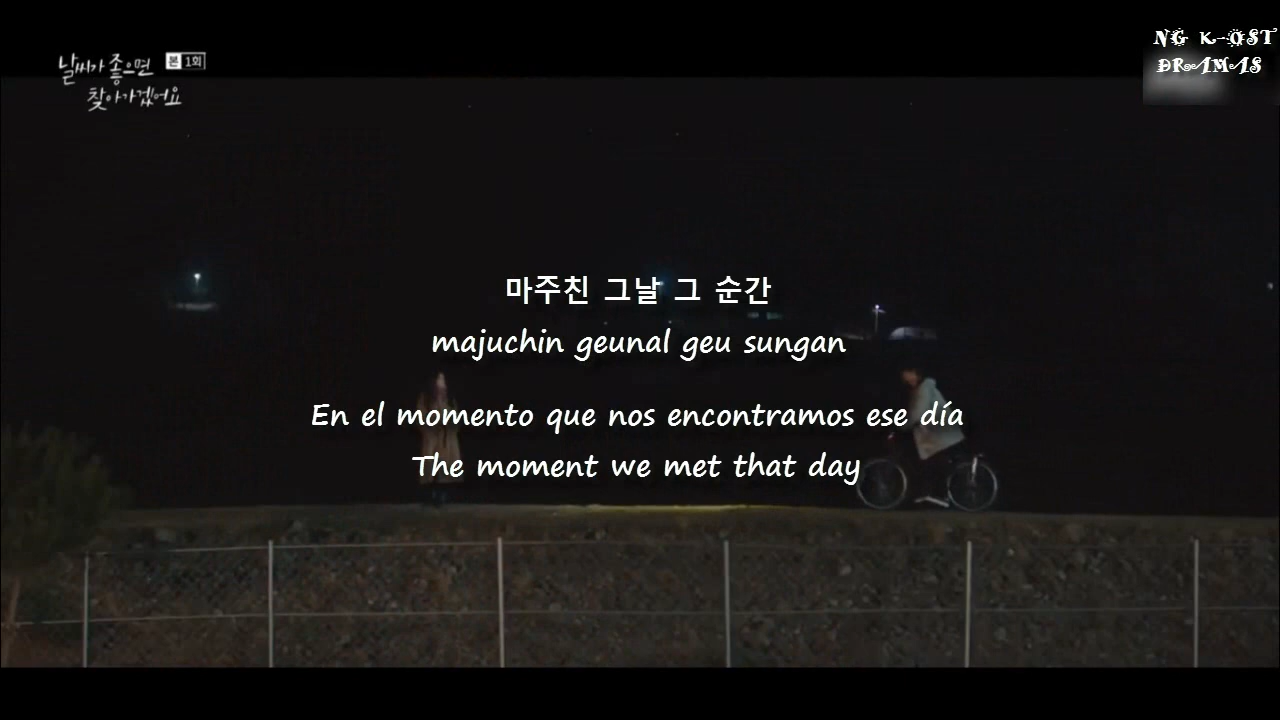 날씨가 좋으면 본 1회
찾아가겠어요
NG K-OST
DRAMAS
마주친 그날 그 순간
majuchin geunal geu sungan
En el momento que nos encontramos ese día
The moment we met that day